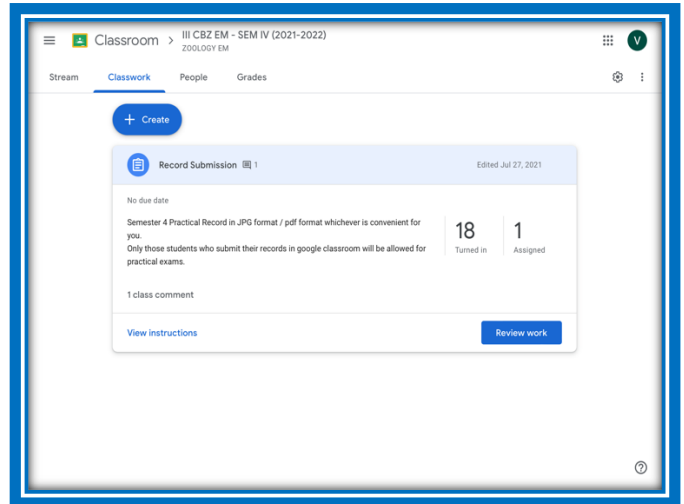 Classroom > III CBZ EM - SEM IV (2021-2022)
ZOOLOGY EM
V
Stream Classwork People Grades
+ Create
Record Submission 1 Edited Jul 27, 2021
No due date
Semester 4 Practical Record in JPG format / pdf format whichever is convenient for
you.
Only those students who submit their records in google classroom will be allowed for
practical exams.
18 1
Turned in Assigned
1 class comment
View instructions Review work